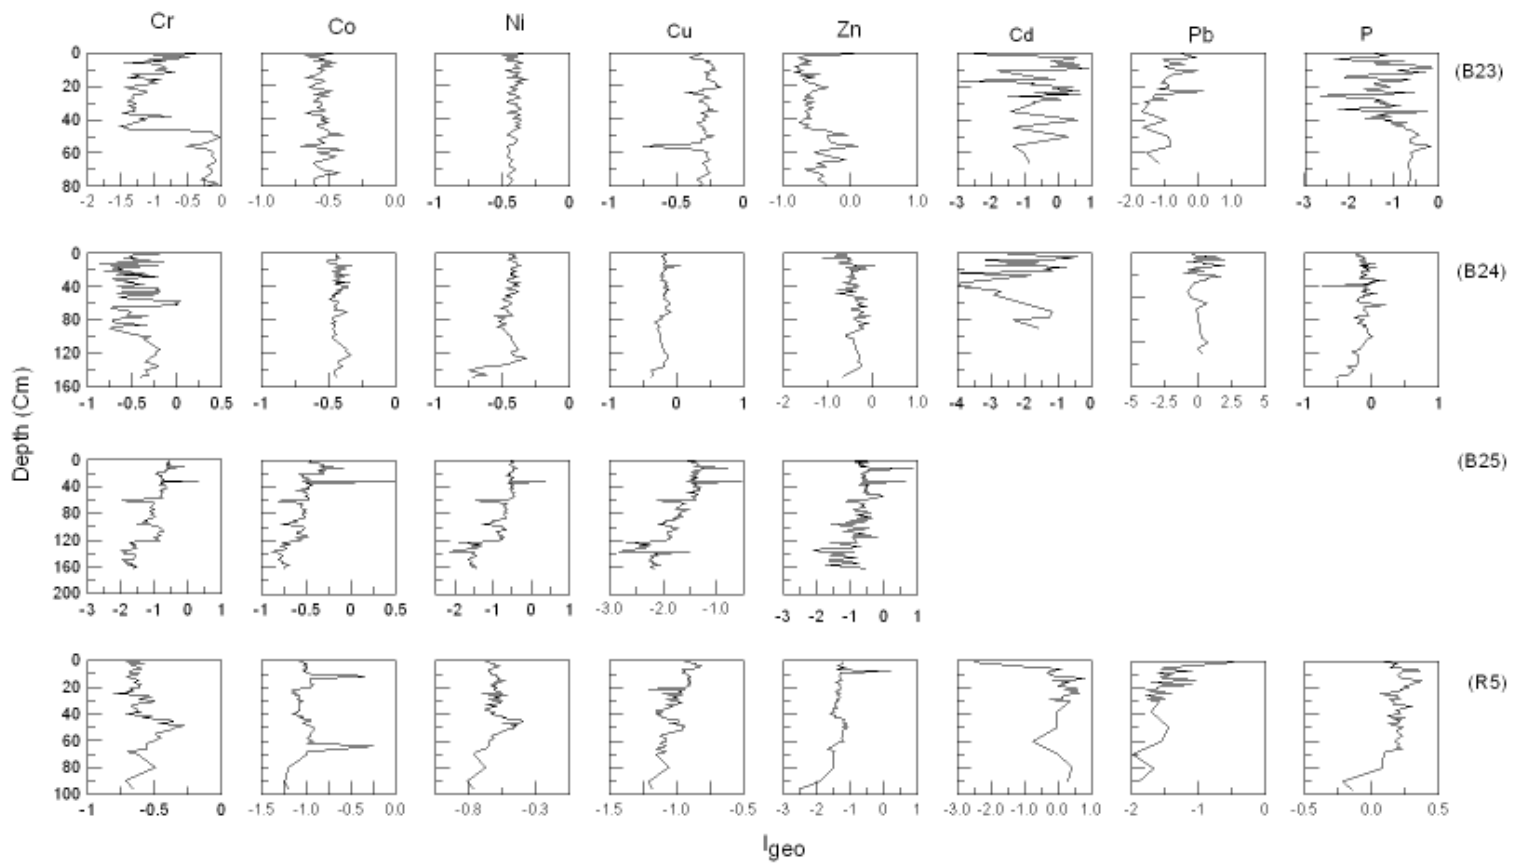 Cr Co Ni Cu Zn Cd Pb P
0 20 40 60 80
-2 -1.5 -1 -0.5 0 -1.0 -0.5 0.0 -1 -0.5 0 -1 -0.5 0 -1.0 0.0 1.0 -3 -2 -1 0 1 -2.0 -1.0 0.0 1.0 -3 -2 -1 0
(B23)
0 40 80 120 160
-1 -0.5 0 0.5 -1 -0.5 0 -1 -0.5 0 -1 0 1 -2 -1.0 0 1.0 -4 -3 -2 -1 0 -5 -2.5 0 2.5 5 -1 0 1
(B24)
Depth (Cm)
0 40 80 120 160 200
-3 -2 -1 0 1 -1 -0.5 0 0.5 -2 -1 0 1 -3.0 -2.0 -1.0 -3 -2 -1 0 1
(B25)
0 20 40 60 80 100
-1 -0.5 0 -1.5 -1.0 -0.5 0.0 -0.8 -0.3 -1.5 -1.0 -0.5 -3 -2 -1 0 1 -3.0 -2.0 -1.0 0.0 1.0 -2 -1 0 -0.5 0.0 0.5
(R5)
Igeo